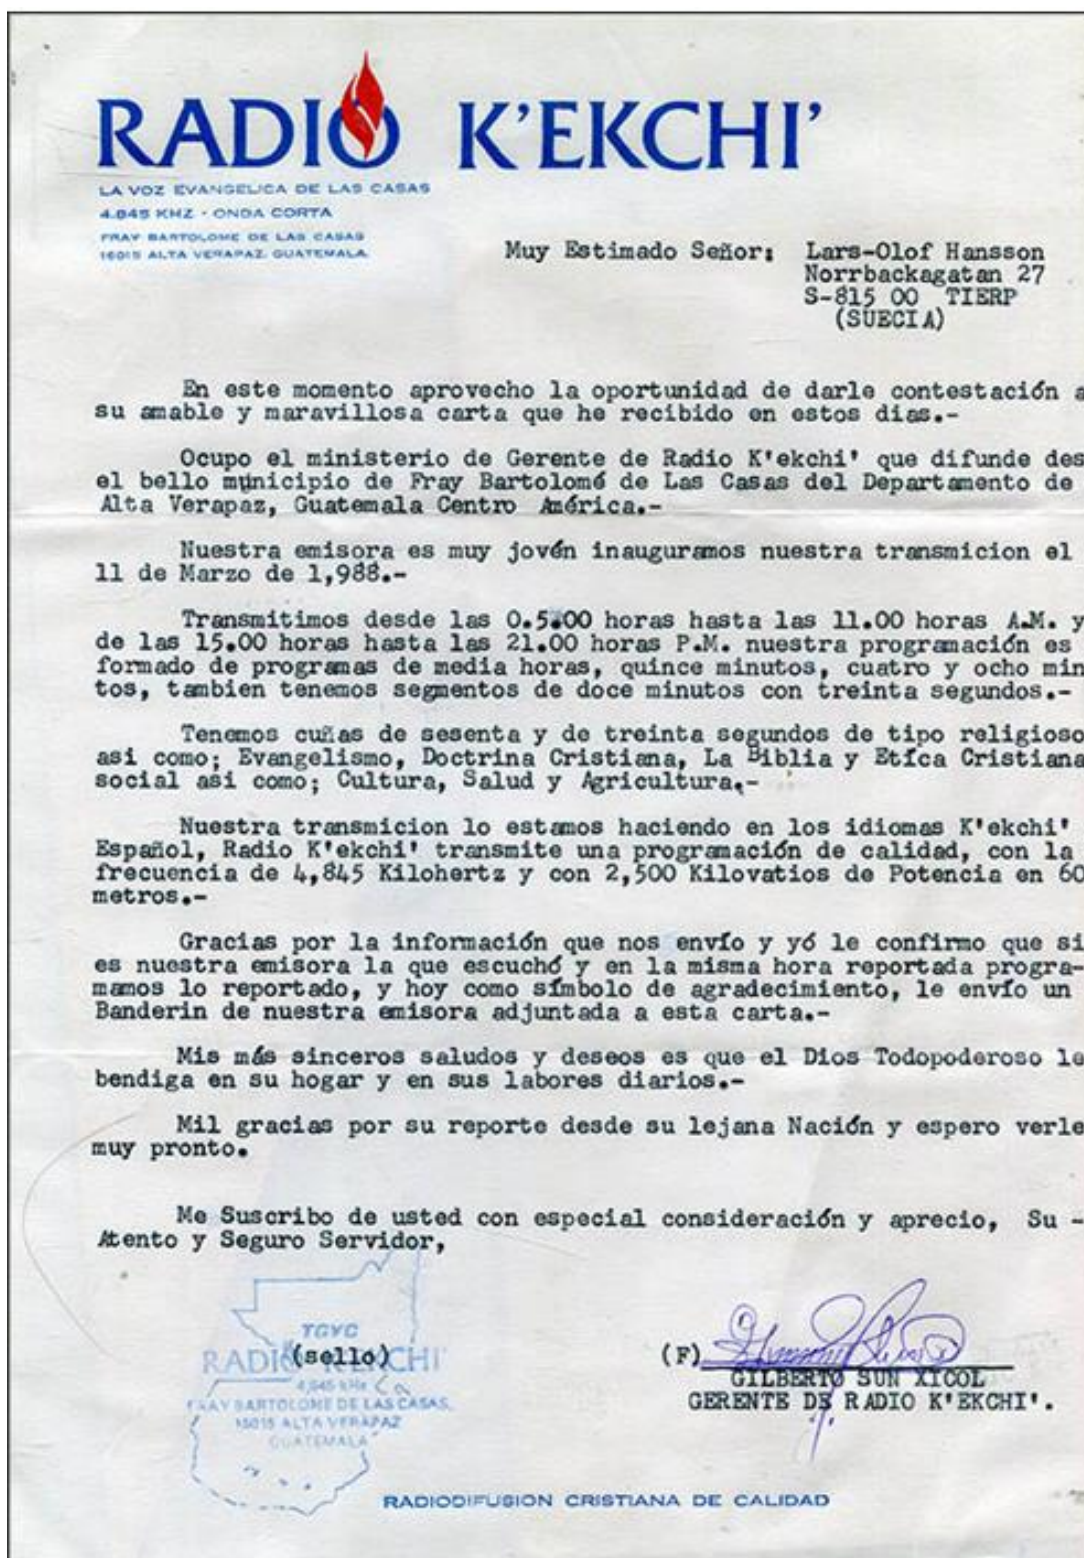 RADIO K'EKCHI'
LA VOZ EVANGELICA DE LAS CASAS
4.845 KHZ - ONDA CORTA
FRAY BARTOLOME DE LAS CASAS
16015 ALTA VERAPAZ, GUATEMALA
Muy Estimado Señor: Lars-Olof Hansson
Norrbackagatan 27
S-815 00 TIERP
(SUECIA)
En este momento aprovecho la oportunidad de darle contestación a
su amable y maravillosa carta que he recibido en estos dias.-
Ocupo el ministerio de Gerente de Radio K'ekchi' que difunde des
el bello municipio de Fray Bartolomé de Las Casas del Departamento de
Alta Verapaz, Guatemala Centro América.-
Nuestra emisora es muy jovén inauguramos nuestra transmicion el
11 de Marzo de 1,988.-
Transmitimos desde las 0.5.00 horas hasta las 11.00 horas A.M. y
de las 15.00 horas hasta las 21.00 horas P.M. nuestra programación es
formado de programas de media horas, quince minutos, cuatro y ocho min
tos, tambien tenemos segmentos de doce minutos con treinta segundos.-
Tenemos cuñas de sesenta y de treinta segundos de tipo religioso
asi como; Evangelismo, Doctrina Cristiana, La Biblia y Etíca Cristiana
social asi como; Cultura, Salud y Agricultura,-
Nuestra transmicion lo estamos haciendo en los idiomas K'ekchi'
Español, Radio K'ekchi' transmite una programación de calidad, con la
frecuencia de 4,845 Kilohertz y con 2,500 Kilovatios de Potencia en 60
metros.-
Gracias por la información que nos envío y yó le confirmo que si
es nuestra emisora la que escuchó y en la misma hora reportada progra-
mamos lo reportado, y hoy como símbolo de agradecimiento, le envío un
Banderin de nuestra emisora adjuntada a esta carta.-
Mis más sinceros saludos y deseos es que el Dios Todopoderoso le
bendiga en su hogar y en sus labores diarios.-
Mil gracias por su reporte desde su lejana Nación y espero verle
muy pronto.
Me Suscribo de usted con especial consideración y aprecio, Su -
Atento y Seguro Servidor,
TGVC
RADIO K'EKCHI'
(sello)
4,845 kHz
FRAY BARTOLOME DE LAS CASAS,
16015 ALTA VERAPAZ
GUATEMALA
(F)
GILBERTO SUN XICOL
GERENTE DE RADIO K'EKCHI'.
RADIODIFUSION CRISTIANA DE CALIDAD